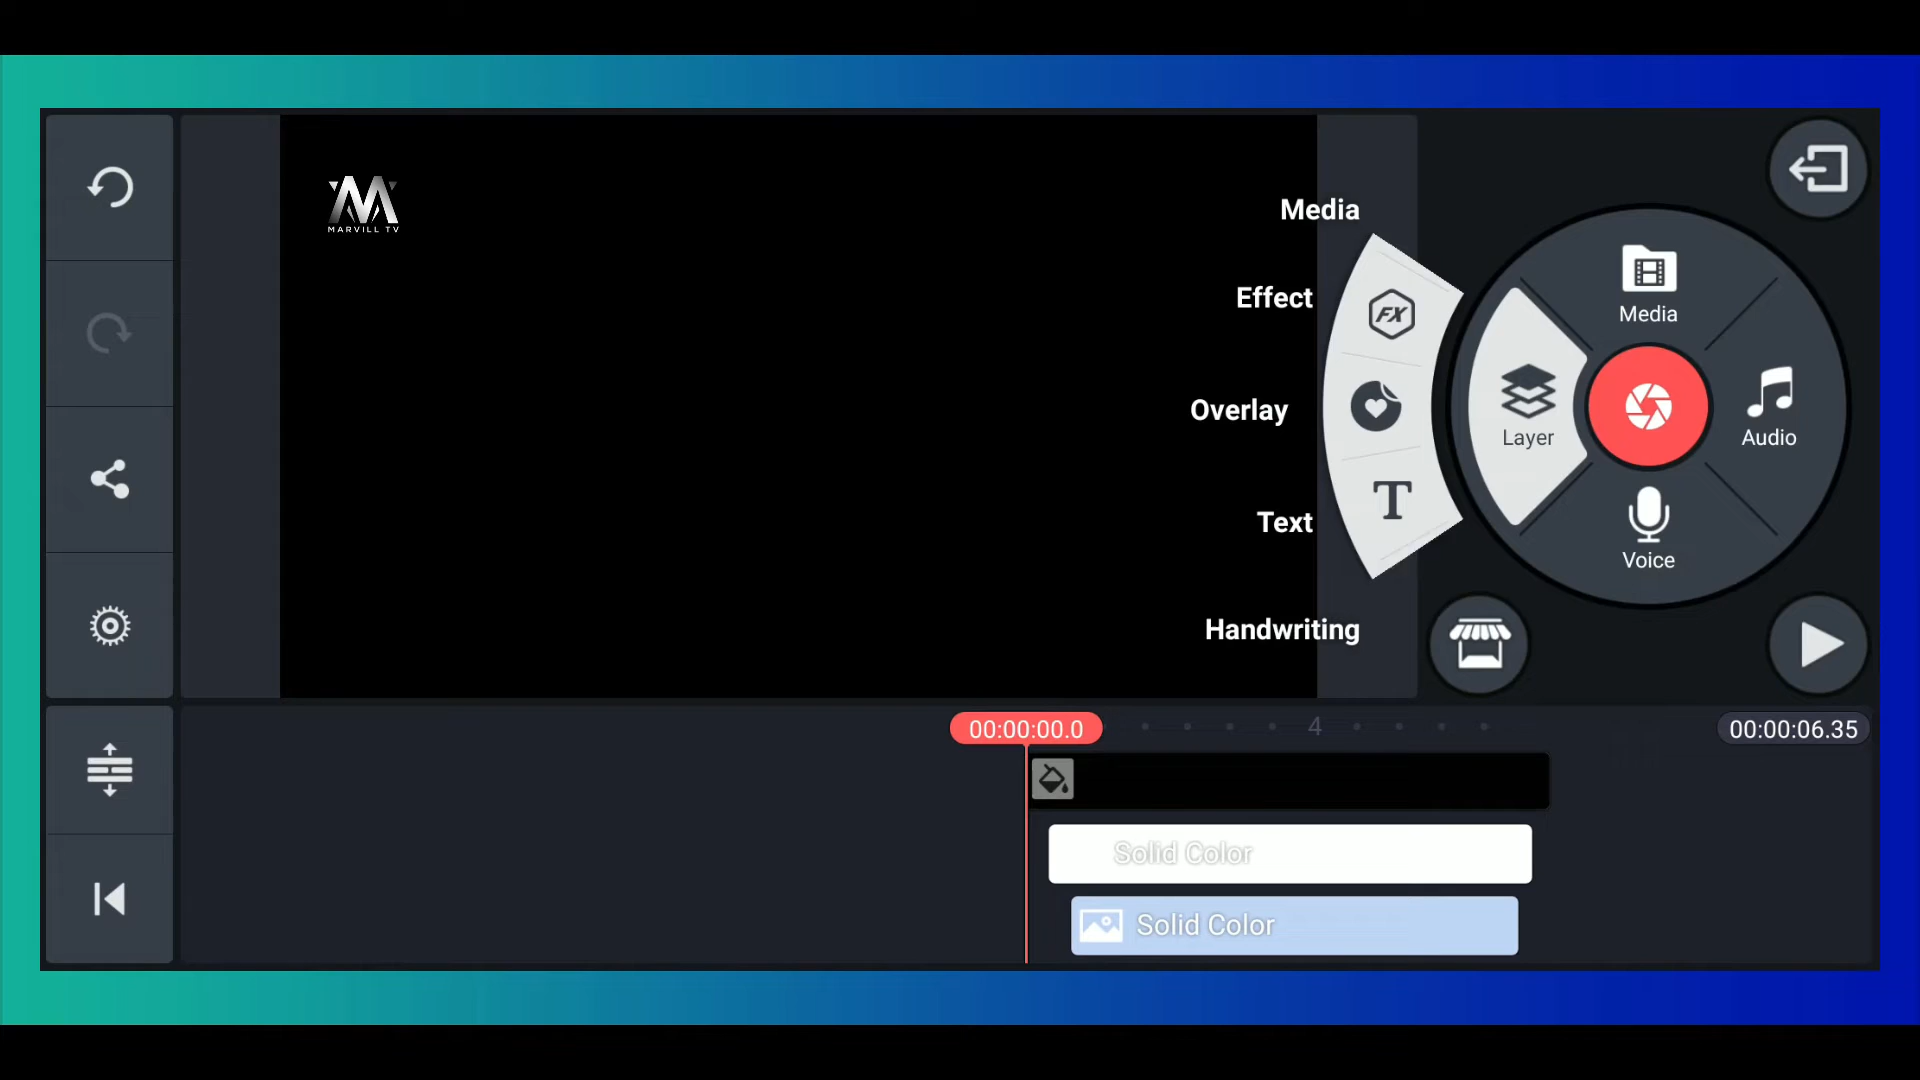 MARVILL TV
Media
Effect
Overlay
Text
Handwriting
FX
T
Media
Layer
Audio
Voice
00:00:00.0
4
00:00:06.35
Solid Color
Solid Color